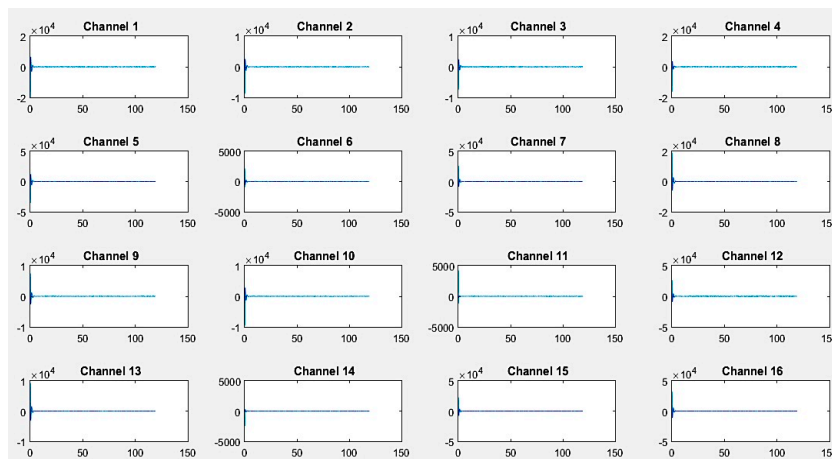 Channel 1 Channel 2 Channel 3 Channel 4
×10^4 ×10^4 ×10^4 ×10^4
2 1 1 2
0 0 0 0
-2 -1 -1 -2
0 50 100 150 0 50 100 150 0 50 100 150 0 50 100 150
Channel 5 Channel 6 Channel 7 Channel 8
×10^4 ×10^4 ×10^4
5 5000 5 2
0 0 0 0
-5 -5000 -5 -2
0 50 100 150 0 50 100 150 0 50 100 150 0 50 100 150
Channel 9 Channel 10 Channel 11 Channel 12
×10^4 ×10^4 ×10^4
1 1 5000 5
0 0 0 0
-1 -1 -5000 -5
0 50 100 150 0 50 100 150 0 50 100 150 0 50 100 150
Channel 13 Channel 14 Channel 15 Channel 16
×10^4 ×10^4 ×10^4
1 5000 5 5
0 0 0 0
-1 -5000 -5 -5
0 50 100 150 0 50 100 150 0 50 100 150 0 50 100 150